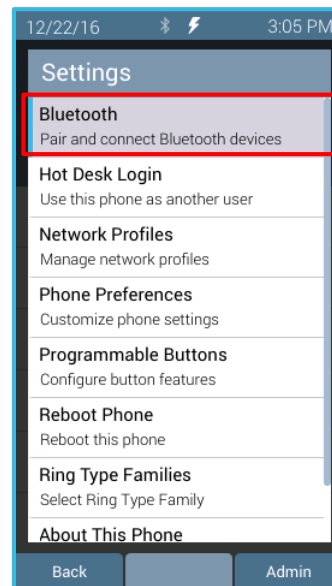 12/22/16 3:05 PM
Settings
Bluetooth
Pair and connect Bluetooth devices
Hot Desk Login
Use this phone as another user
Network Profiles
Manage network profiles
Phone Preferences
Customize phone settings
Programmable Buttons
Configure button features
Reboot Phone
Reboot this phone
Ring Type Families
Select Ring Type Family
About This Phone
Back Admin